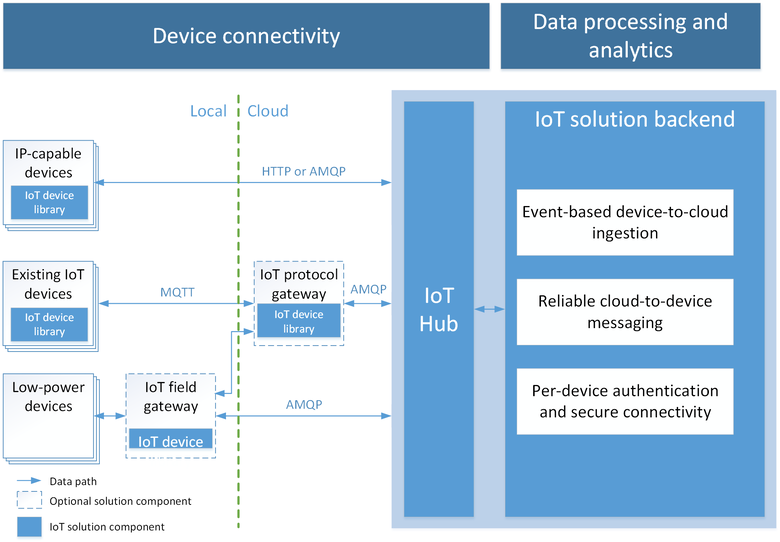 Device connectivity
Data processing and
analytics
Local
Cloud
IoT solution backend
IP-capable
devices
IoT device
library
HTTP or AMQP
Event-based device-to-cloud
ingestion
Existing IoT
devices
IoT device
library
MQTT
IoT protocol
gateway
IoT device
library
AMQP
IoT
Hub
Reliable cloud-to-device
messaging
Low-power
devices
IoT field
gateway
IoT device
AMQP
Per-device authentication
and secure connectivity
Data path
Optional solution component
IoT solution component